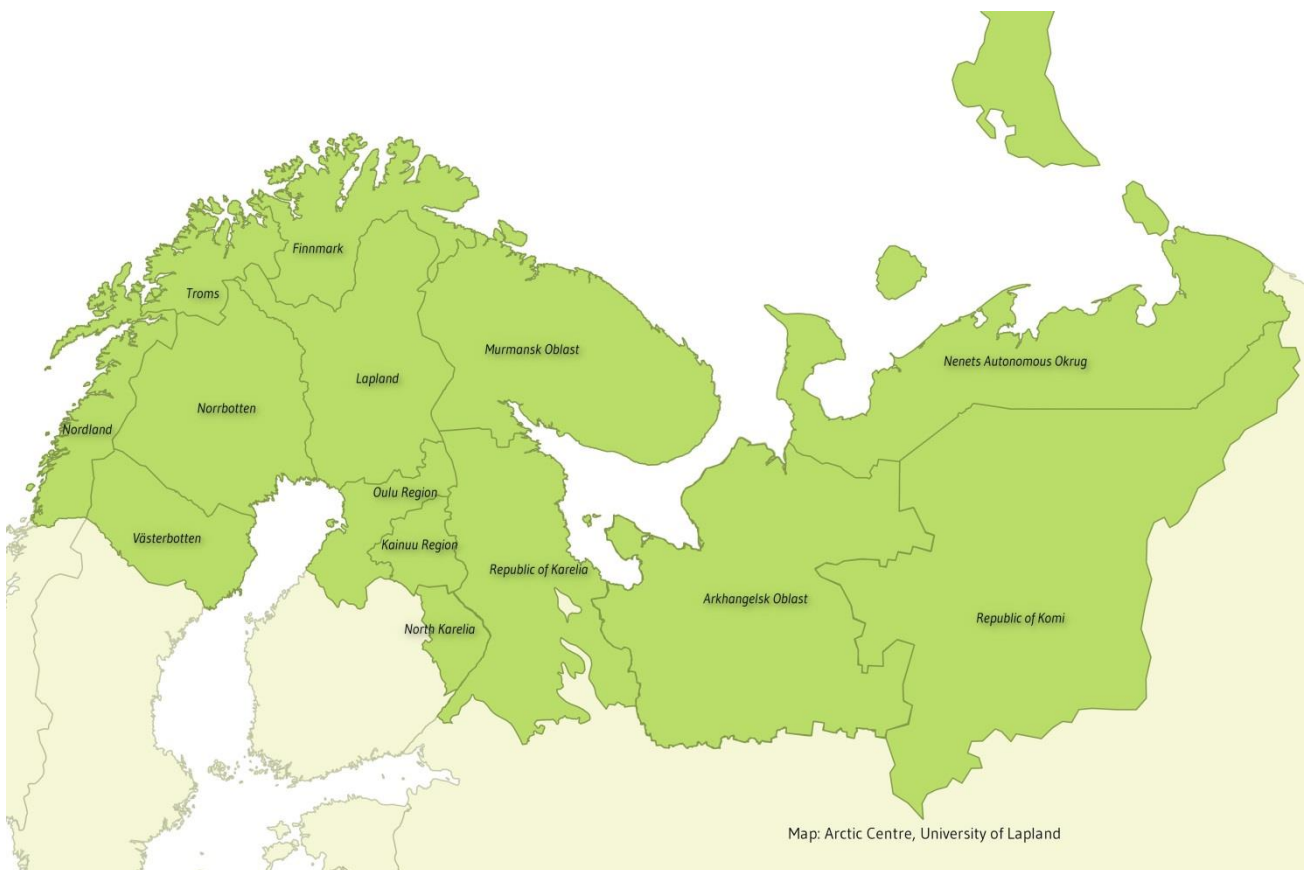 Finnmark
Troms
Murmansk Oblast
Nenets Autonomous Okrug
Lapland
Norrbotten
Nordland
Oulu Region
Västerbotten
Kainuu Region
Republic of Karelia
Arkhangelsk Oblast
Republic of Komi
North Karelia
Map: Arctic Centre, University of Lapland